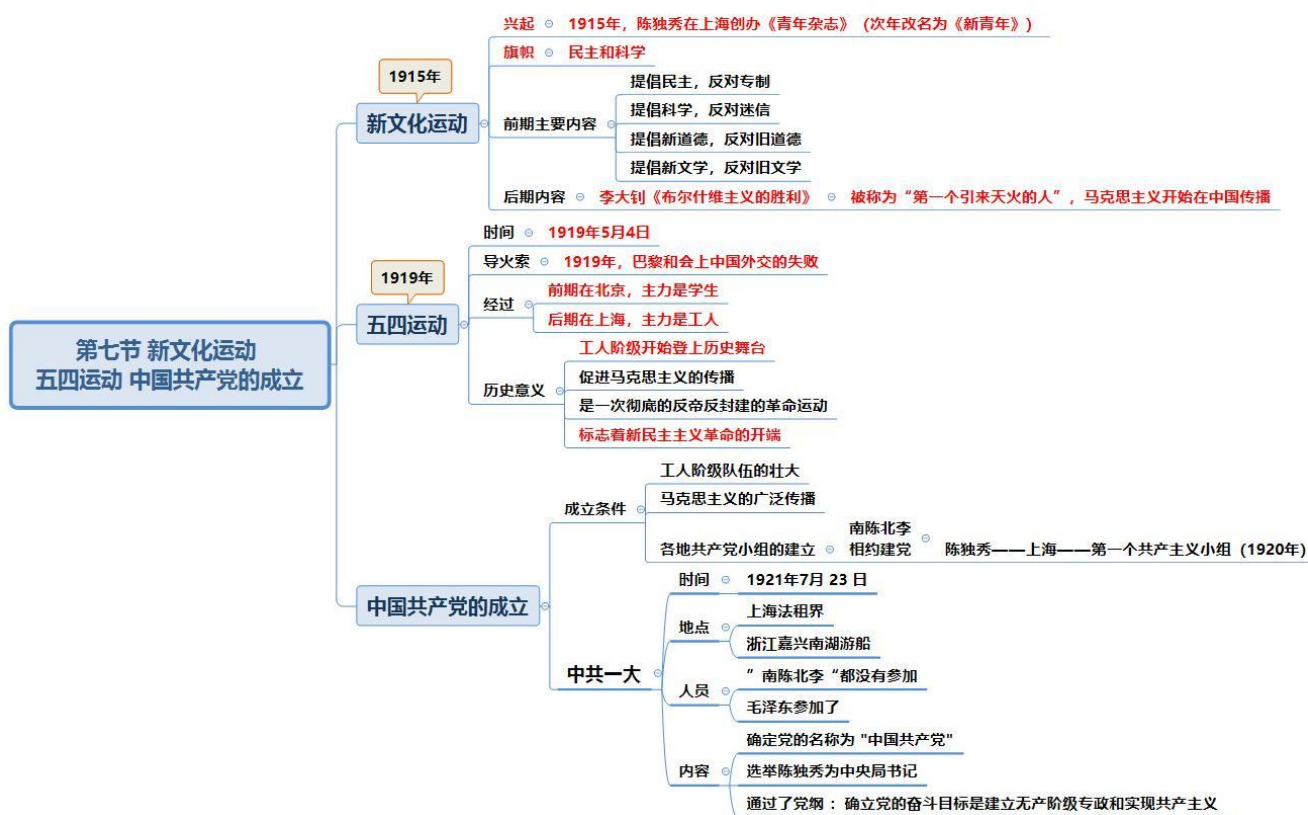 第七节 新文化运动
五四运动 中国共产党的成立
1915年
新文化运动
兴起
1915年，陈独秀在上海创办《青年杂志》（次年改名为《新青年》）
旗帜
民主和科学
前期主要内容
提倡民主，反对专制
提倡科学，反对迷信
提倡新道德，反对旧道德
提倡新文学，反对旧文学
后期内容
李大钊《布尔什维主义的胜利》
被称为“第一个引来天火的人”，马克思主义开始在中国传播
1919年
五四运动
时间
1919年5月4日
导火索
1919年，巴黎和会上中国外交的失败
经过
前期在北京，主力是学生
后期在上海，主力是工人
历史意义
工人阶级开始登上历史舞台
促进马克思主义的传播
是一次彻底的反帝反封建的革命运动
标志着新民主主义革命的开端
中国共产党的成立
成立条件
工人阶级队伍的壮大
马克思主义的广泛传播
各地共产党小组的建立
南陈北李
相约建党
陈独秀——上海——第一个共产主义小组（1920年）
中共一大
时间
1921年7月 23 日
地点
上海法租界
浙江嘉兴南湖游船
人员
”南陈北李“都没有参加
毛泽东参加了
内容
确定党的名称为 "中国共产党"
选举陈独秀为中央局书记
通过了党纲 ：确立党的奋斗目标是建立无产阶级专政和实现共产主义